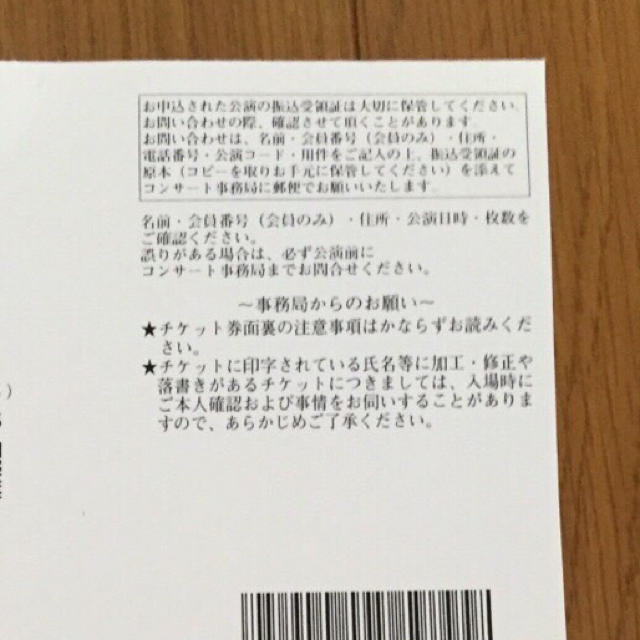 お申込された公演の振込受領証は大切に保管してください。
お問い合わせの際、確認させて頂くことがあります。
お問い合わせは、名前・会員番号（会員のみ）・住所・
電話番号・公演コード・用件をご記入の上、振込受領証の
原本（コピーを取りお手元に保管してください）を添えて
コンサート事務局に郵便でお願いいたします。
名前・会員番号（会員のみ）・住所・公演日時・枚数を
ご確認ください。
誤りがある場合は、必ず公演前に
コンサート事務局までお問合せください。
～事務局からのお願い～
★チケット券面裏の注意事項はかならずお読みくだ
さい。
★チケットに印字されている氏名等に加工・修正や
落書きがあるチケットにつきましては、入場時に
ご本人確認および事情をお伺いすることがありま
すので、あらかじめご了承ください。